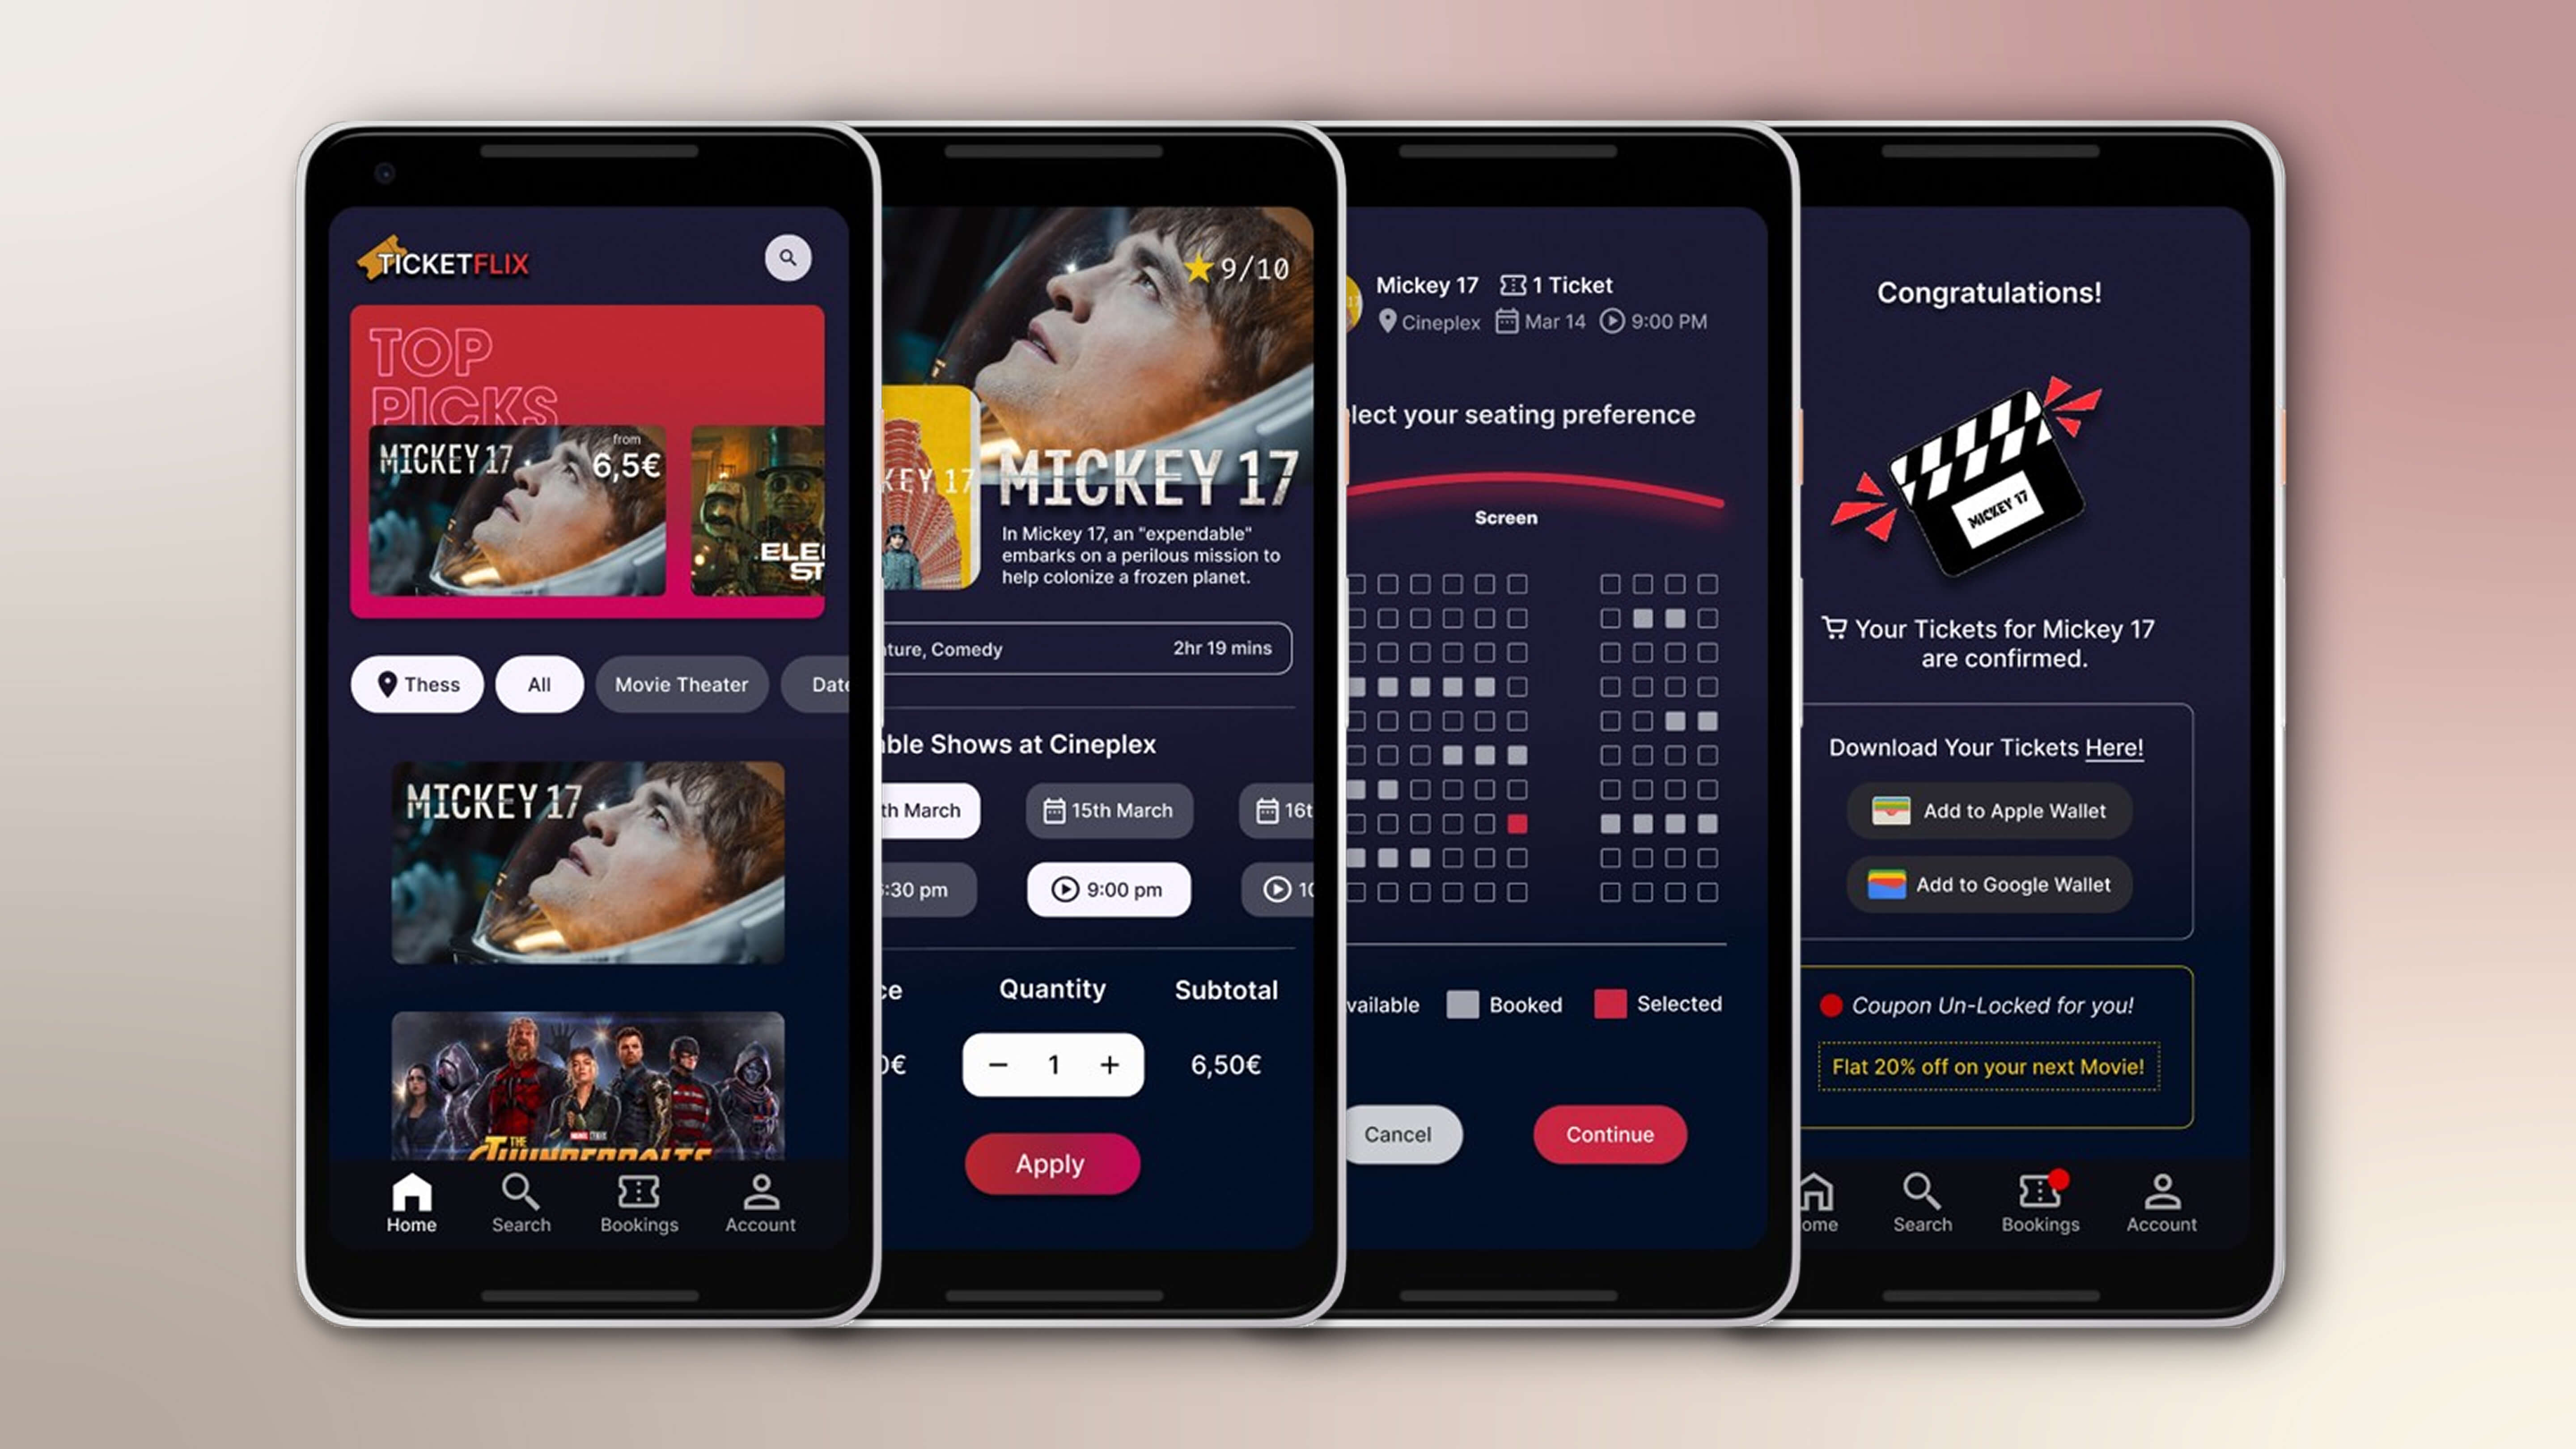 TICKETFLIX
TOP
PICKS
MICKEY 17
from
6,5€
ELE
ST
Thess
All
Movie Theater
Date
MICKEY 17
MARVEL STUDIOS
THE
THUNDERBOLTS
Home
Search
Bookings
Account
9/10
KEY 17
MICKEY 17
In Mickey 17, an "expendable"
embarks on a perilous mission to
help colonize a frozen planet.
ture, Comedy
2hr 19 mins
ble Shows at Cineplex
th March
15th March
16t
:30 pm
9:00 pm
10
ce
Quantity
Subtotal
0€
− 1 +
6,50€
Apply
17
Mickey 17
1 Ticket
Cineplex
Mar 14
9:00 PM
lect your seating preference
Screen
vailable
Booked
Selected
Cancel
Continue
Congratulations!
MICKEY 17
Your Tickets for Mickey 17
are confirmed.
Download Your Tickets Here!
Add to Apple Wallet
Add to Google Wallet
Coupon Un-Locked for you!
Flat 20% off on your next Movie!
ome
Search
Bookings
Account